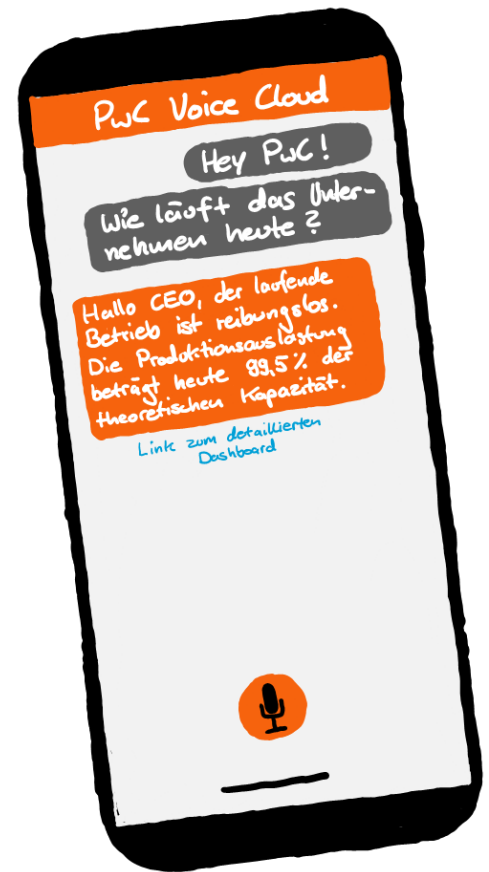 PwC Voice Cloud
Hey PwC!
Wie läuft das Unter-
nehmen heute?
Hallo CEO, der laufende
Betrieb ist reibungslos.
Die Produktionsauslastung
beträgt heute 99,5% der
theoretischen Kapazität.
Link zum detaillierten
Dashboard